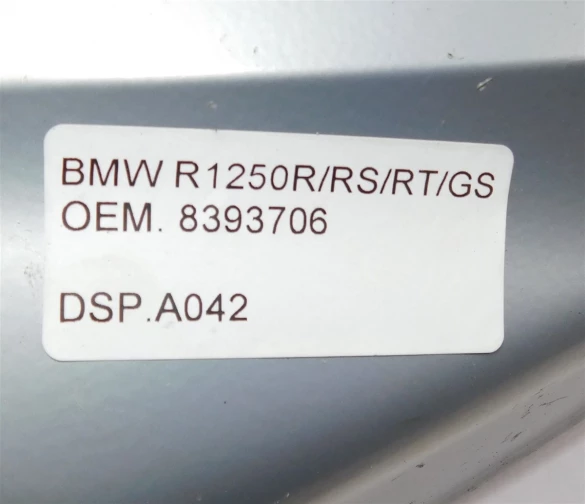 BMW R1250R/RS/RT/GS
OEM. 8393706
DSP.A042